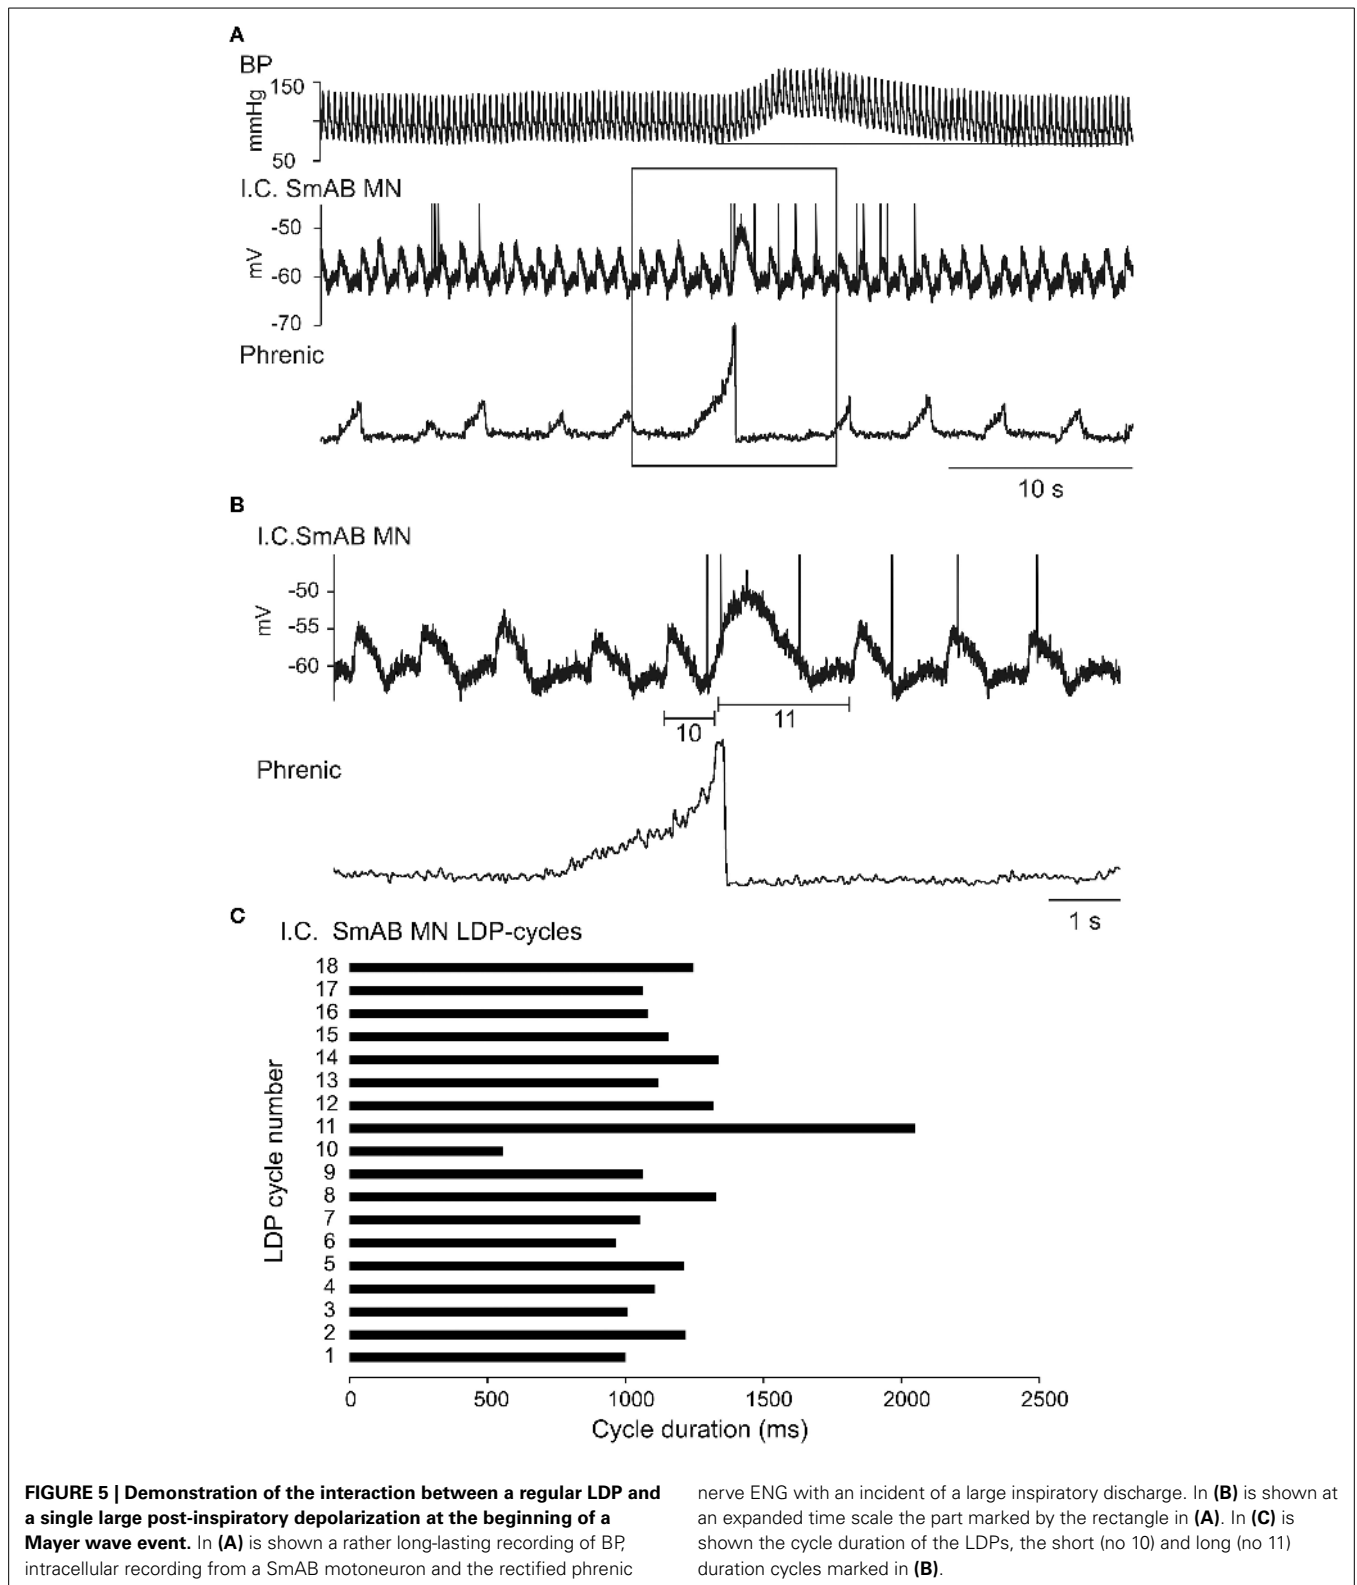 A
BP
150
mmHg
50
I.C. SmAB MN
-50
mV
-60
-70
Phrenic
10 s
B
I.C.SmAB MN
-50
mV
-55
-60
10
11
Phrenic
1 s
C
I.C. SmAB MN LDP-cycles
18
17
16
15
14
13
12
11
10
9
8
7
6
5
4
3
2
1
LDP cycle number
0 500 1000 1500 2000 2500
Cycle duration (ms)
FIGURE 5 | Demonstration of the interaction between a regular LDP and
a single large post-inspiratory depolarization at the beginning of a
Mayer wave event. In (A) is shown a rather long-lasting recording of BP,
intracellular recording from a SmAB motoneuron and the rectified phrenic
nerve ENG with an incident of a large inspiratory discharge. In (B) is shown at
an expanded time scale the part marked by the rectangle in (A). In (C) is
shown the cycle duration of the LDPs, the short (no 10) and long (no 11)
duration cycles marked in (B).